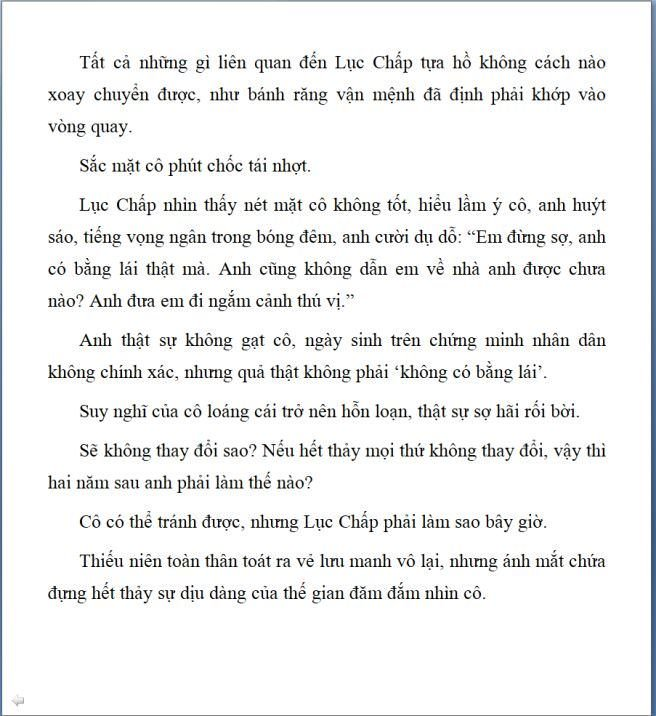 Tất cả những gì liên quan đến Lục Chấp tựa hồ không cách nào
xoay chuyển được, như bánh răng vận mệnh đã định phải khớp vào
vòng quay.
Sắc mặt cô phút chốc tái nhợt.
Lục Chấp nhìn thấy nét mặt cô không tốt, hiểu lầm ý cô, anh huýt
sáo, tiếng vọng ngân trong bóng đêm, anh cười dụ dỗ: “Em đừng sợ, anh
có bằng lái thật mà. Anh cũng không dẫn em về nhà anh được chưa
nào? Anh đưa em đi ngắm cảnh thú vị.”
Anh thật sự không gạt cô, ngày sinh trên chứng minh nhân dân
không chính xác, nhưng quả thật không phải ‘không có bằng lái’.
Suy nghĩ của cô loáng cái trở nên hỗn loạn, thật sự sợ hãi rối bời.
Sẽ không thay đổi sao? Nếu hết thảy mọi thứ không thay đổi, vậy thì
hai năm sau anh phải làm thế nào?
Cô có thể tránh được, nhưng Lục Chấp phải làm sao bây giờ.
Thiếu niên toàn thân toát ra vẻ lưu manh vô lại, nhưng ánh mắt chứa
đựng hết thảy sự dịu dàng của thế gian đăm đắm nhìn cô.